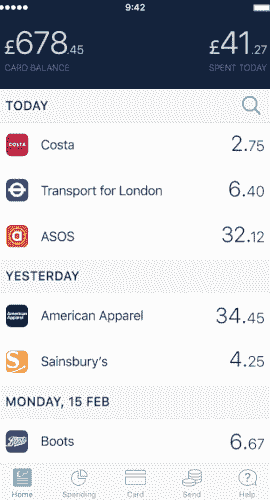 9:42
£678.45 £41.27
CARD BALANCE SPENT TODAY
TODAY
COSTA Costa 2.75
Transport for London 6.40
ASOS 32.12
YESTERDAY
American Apparel American Apparel 34.45
Sainsbury's 4.25
MONDAY, 15 FEB
Boots Boots 6.67
Home Spending Card Send Help